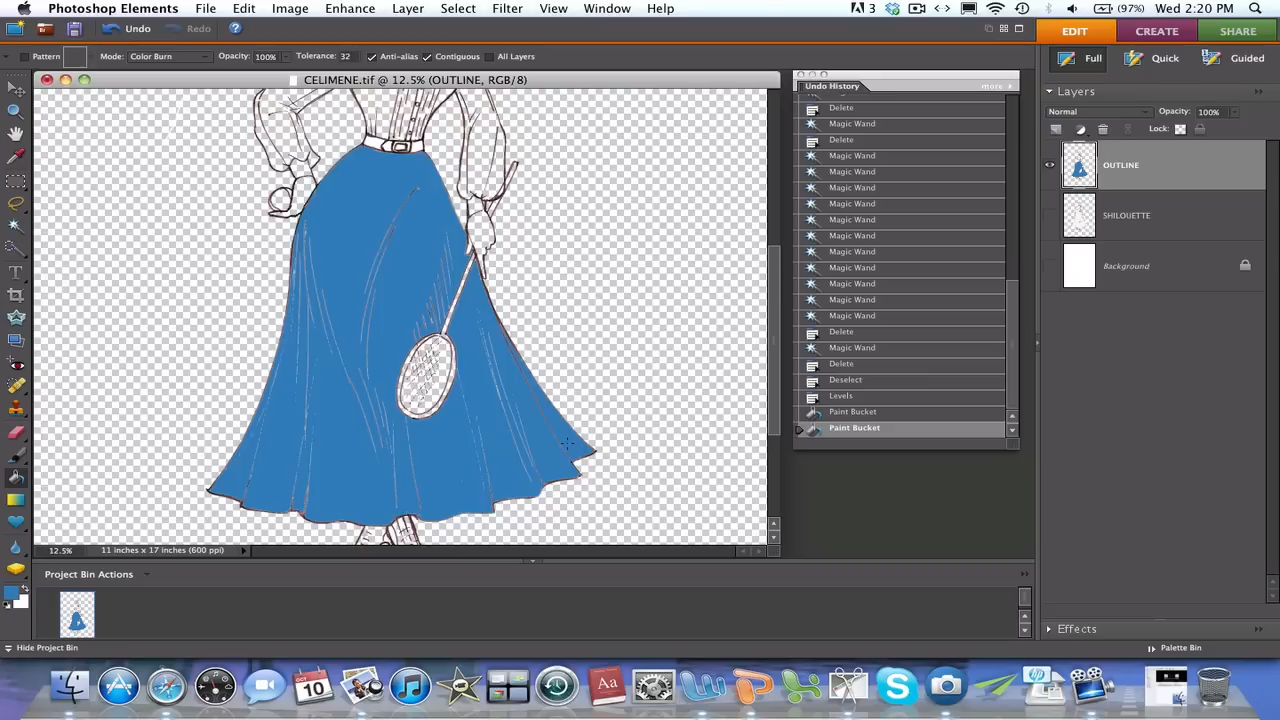 Photoshop Elements File Edit Image Enhance Layer Select Filter View Window Help 3 (97%) Wed 2:20 PM
Undo Redo EDIT CREATE SHARE
Pattern Mode: Color Burn Opacity: 100% Tolerance: 32 Anti-alias Contiguous All Layers Full Quick Guided
CELIMENE.tif @ 12.5% (OUTLINE, RGB/8)
Undo History more
Delete
Magic Wand
Delete
Magic Wand
Magic Wand
Magic Wand
Magic Wand
Magic Wand
Magic Wand
Magic Wand
Magic Wand
Magic Wand
Magic Wand
Magic Wand
Delete
Magic Wand
Delete
Deselect
Levels
Paint Bucket
Paint Bucket
Layers
Normal Opacity: 100%
Lock:
OUTLINE
SHILOUETTE
Background
12.5% 11 inches x 17 inches (600 ppi)
Project Bin Actions
Effects
Hide Project Bin Palette Bin
OCT
10
Aa